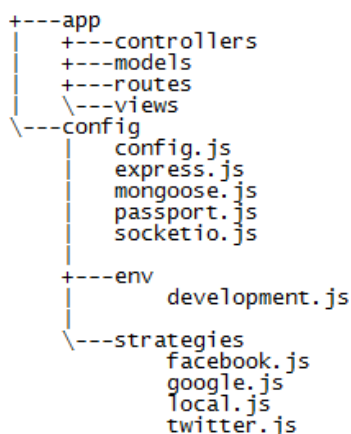 +---app
|   +---controllers
|   +---models
|   +---routes
|   \---views
\---config
    |   config.js
    |   express.js
    |   mongoose.js
    |   passport.js
    |   socketio.js
    |
    +---env
    |       development.js
    |
    \---strategies
            facebook.js
            google.js
            local.js
            twitter.js